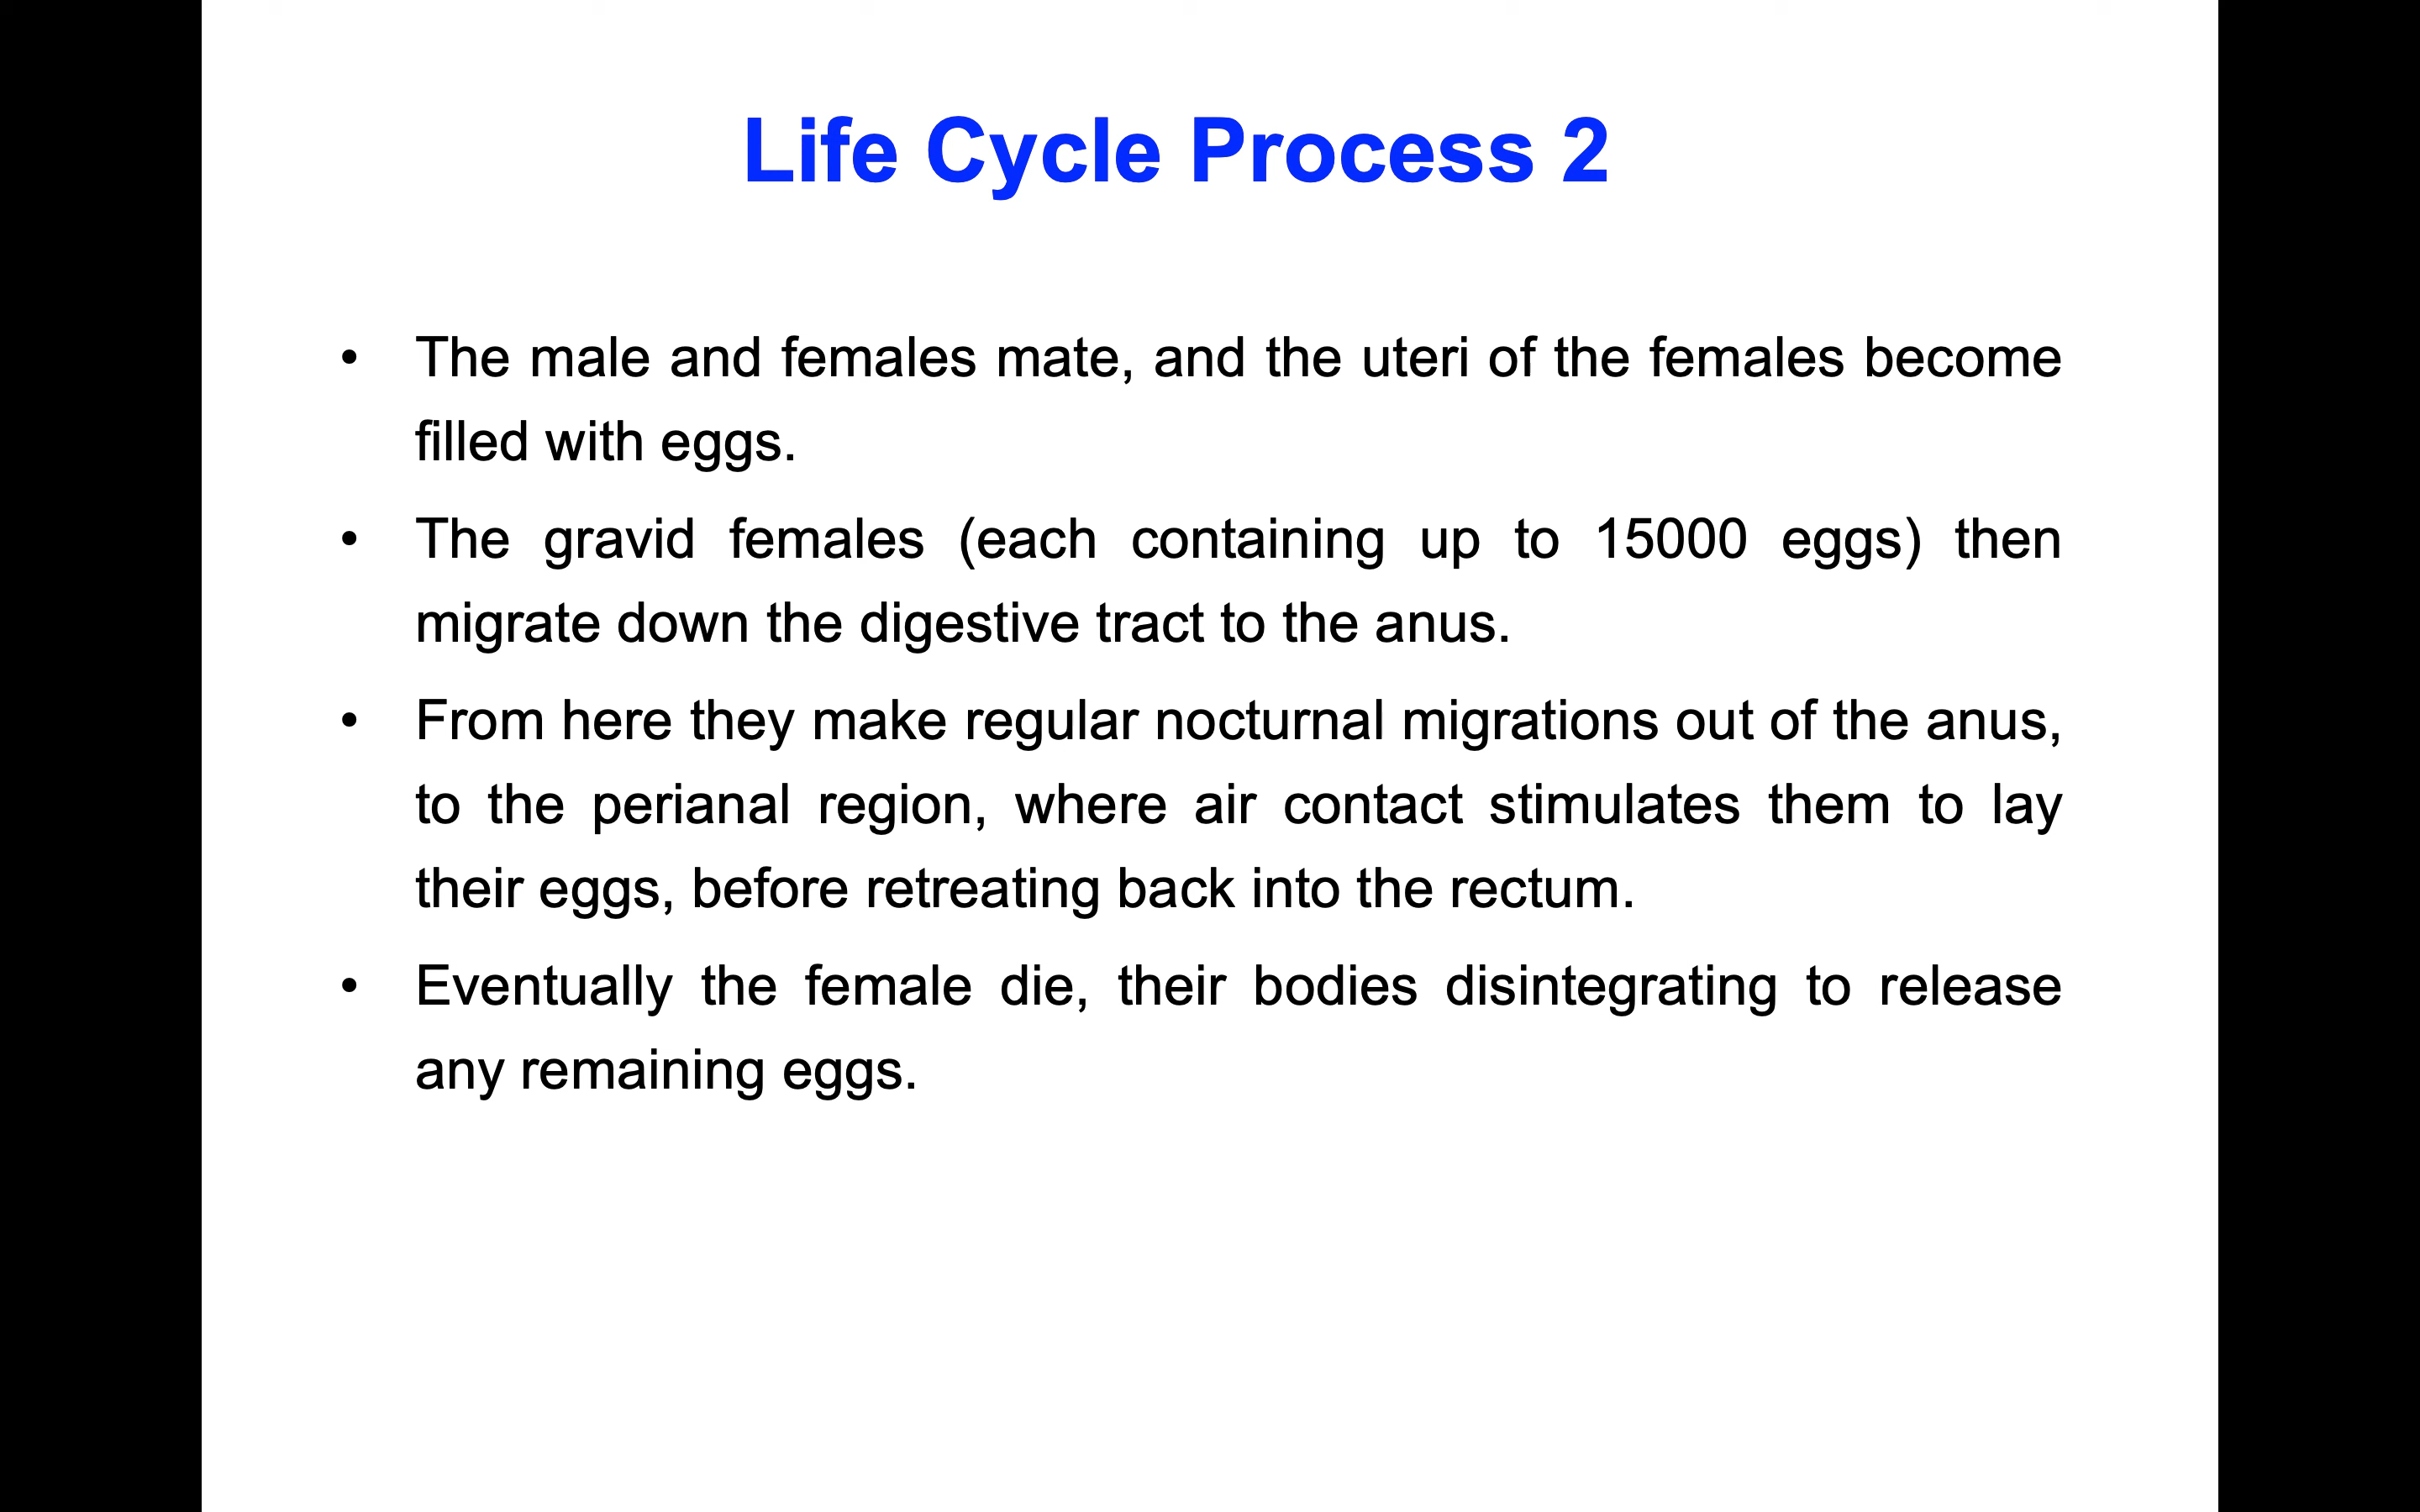 Life Cycle Process 2
• The male and females mate, and the uteri of the females become
filled with eggs.
• The gravid females (each containing up to 15000 eggs) then
migrate down the digestive tract to the anus.
• From here they make regular nocturnal migrations out of the anus,
to the perianal region, where air contact stimulates them to lay
their eggs, before retreating back into the rectum.
• Eventually the female die, their bodies disintegrating to release
any remaining eggs.